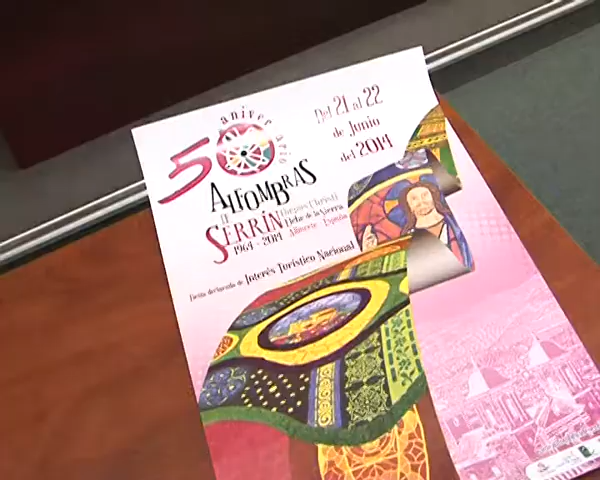 50 aniversario
Del 21 al 22
de Junio
del 2014
ALFOMBRAS
DE
SERRÍN
(Corpus Christi)
Elche de la Sierra
Albacete España
1964 - 2014
Fiesta declarada de Interés Turístico Nacional